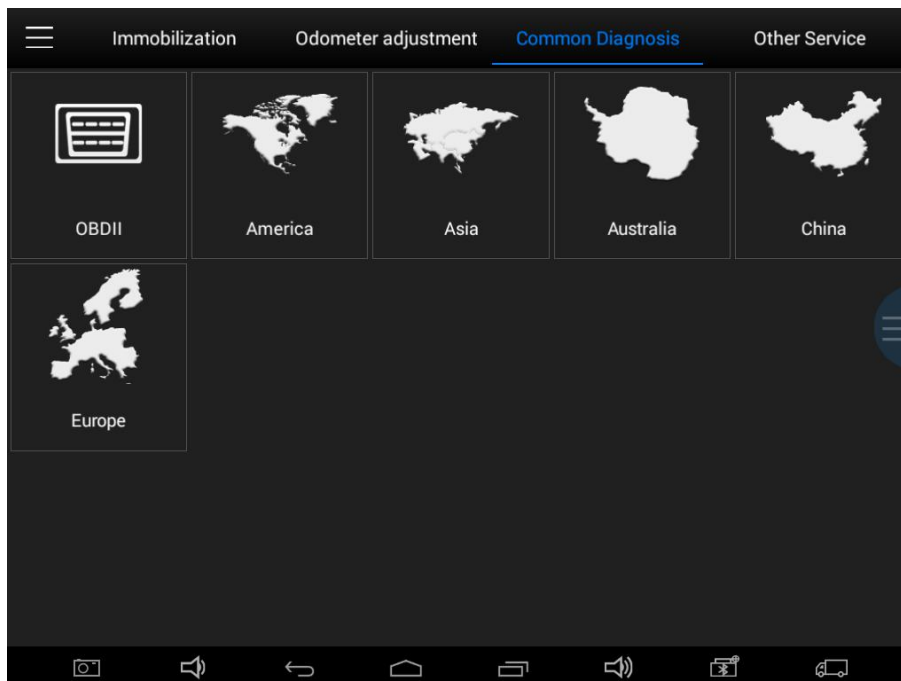 Immobilization
Odometer adjustment
Common Diagnosis
Other Service
OBDII
America
Asia
Australia
China
Europe